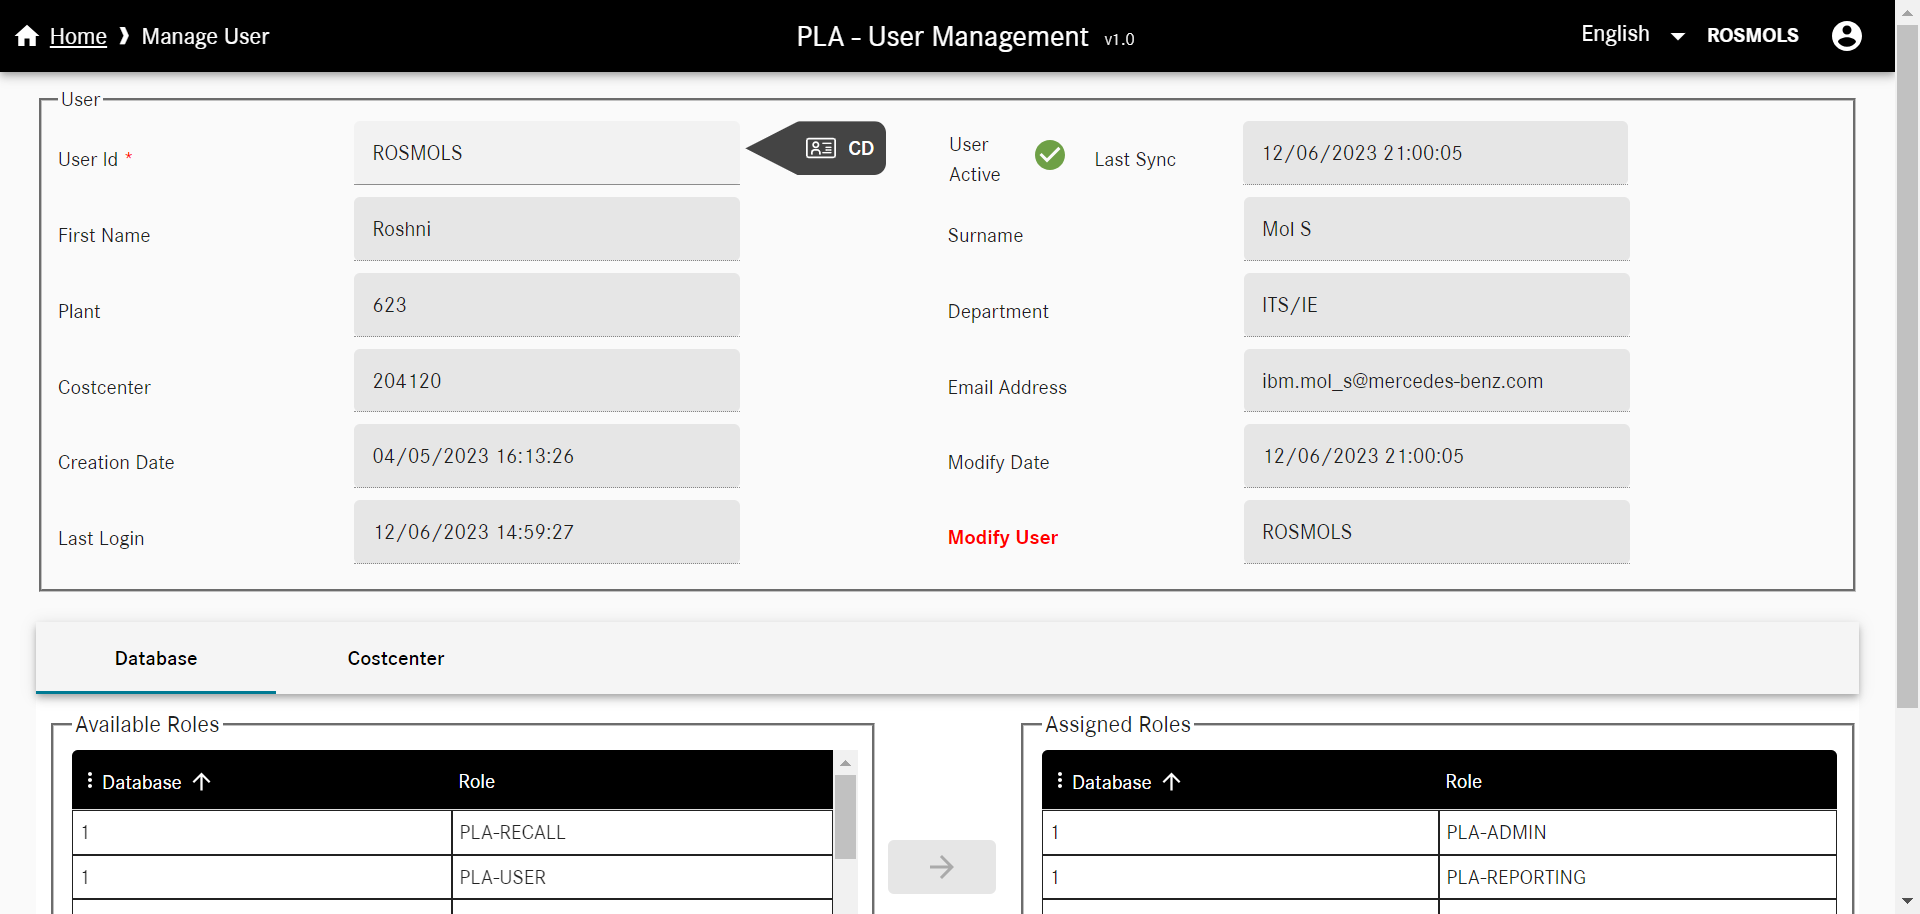 Home ❱ Manage User
PLA - User Management v1.0
English
ROSMOLS
User
User Id *
ROSMOLS
CD
User Active
Last Sync
12/06/2023 21:00:05
First Name
Roshni
Surname
Mol S
Plant
623
Department
ITS/IE
Costcenter
204120
Email Address
ibm.mol_s@mercedes-benz.com
Creation Date
04/05/2023 16:13:26
Modify Date
12/06/2023 21:00:05
Last Login
12/06/2023 14:59:27
Modify User
ROSMOLS
Database
Costcenter
Available Roles
Database
Role
1
PLA-RECALL
1
PLA-USER
Assigned Roles
Database
Role
1
PLA-ADMIN
1
PLA-REPORTING